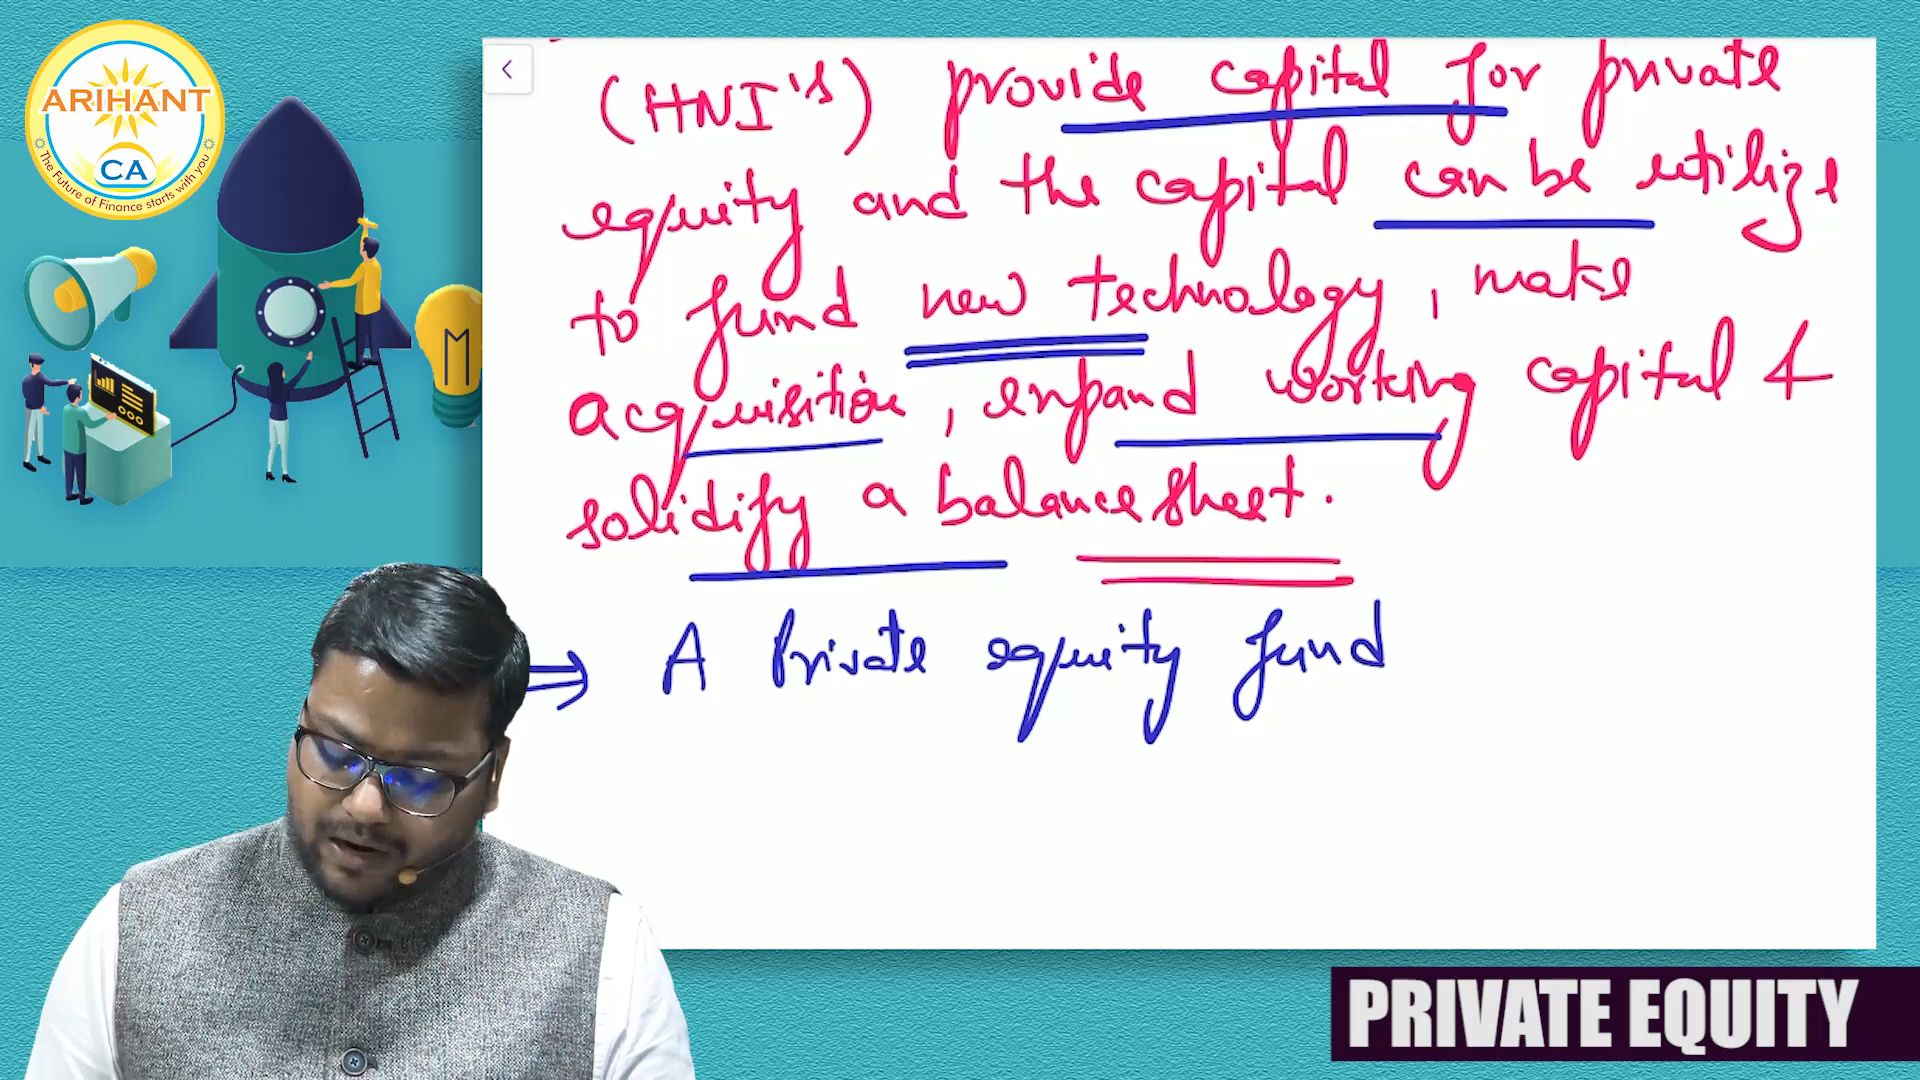 ARIHANT
CA
The Future of Finance starts with you
(HNI's) provide capital for private
equity and the capital can be utilize
to fund new technology, make
acquisition, expand working capital &
solidify a balance sheet.
⇒ A Private equity fund
PRIVATE EQUITY